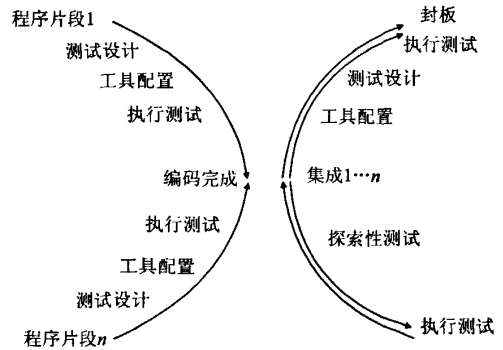 程序片段1
测试设计
工具配置
执行测试
编码完成
执行测试
工具配置
测试设计
程序片段n
封板
执行测试
测试设计
工具配置
集成1…n
探索性测试
执行测试